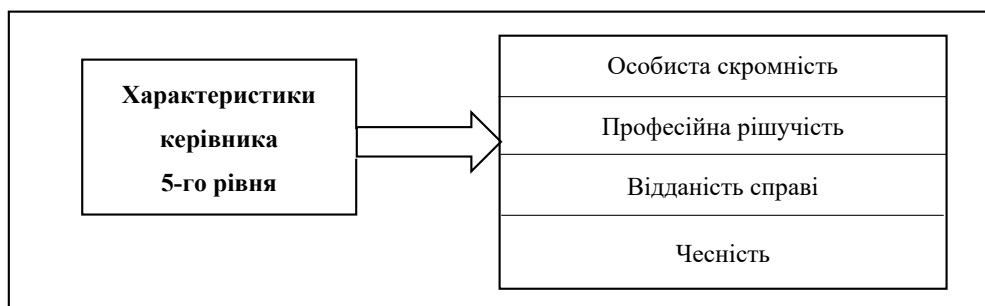 Характеристики
керівника
5-го рівня
Особиста скромність
Професійна рішучість
Відданість справі
Чесність